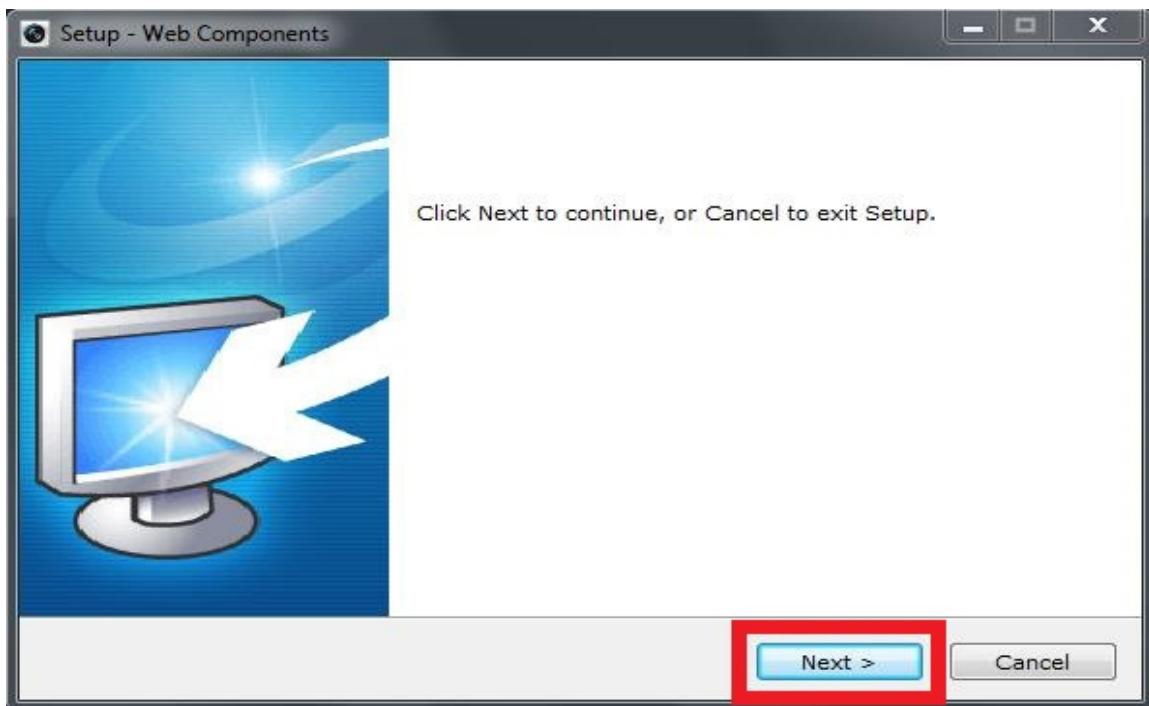 Setup - Web Components
Click Next to continue, or Cancel to exit Setup.
Next >
Cancel